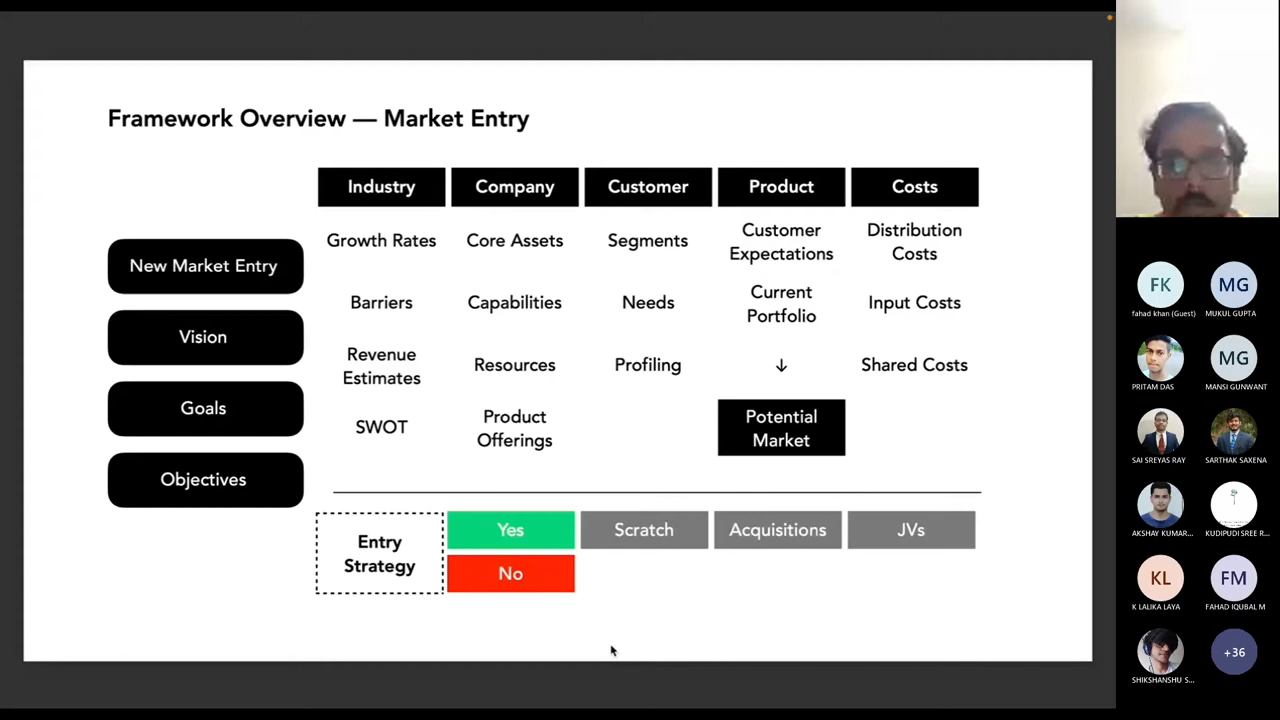 Framework Overview — Market Entry
Industry
Company
Customer
Product
Costs
New Market Entry
Vision
Goals
Objectives
Growth Rates
Barriers
Revenue
Estimates
SWOT
Core Assets
Capabilities
Resources
Product
Offerings
Segments
Needs
Profiling
Customer
Expectations
Current
Portfolio
↓
Potential
Market
Distribution
Costs
Input Costs
Shared Costs
Entry
Strategy
Yes
Scratch
Acquisitions
JVs
No
FK
fahad khan (Guest)
MG
MUKUL GUPTA
PRITAM DAS
MG
MANSI GUNWANT
SAI SREYAS RAY
SARTHAK SAXENA
AKSHAY KUMAR...
KUDIPUDI SREE R...
KL
K LALIKA LAYA
FM
FAHAD IQUBAL M
SHIKSHANSHU S...
+36